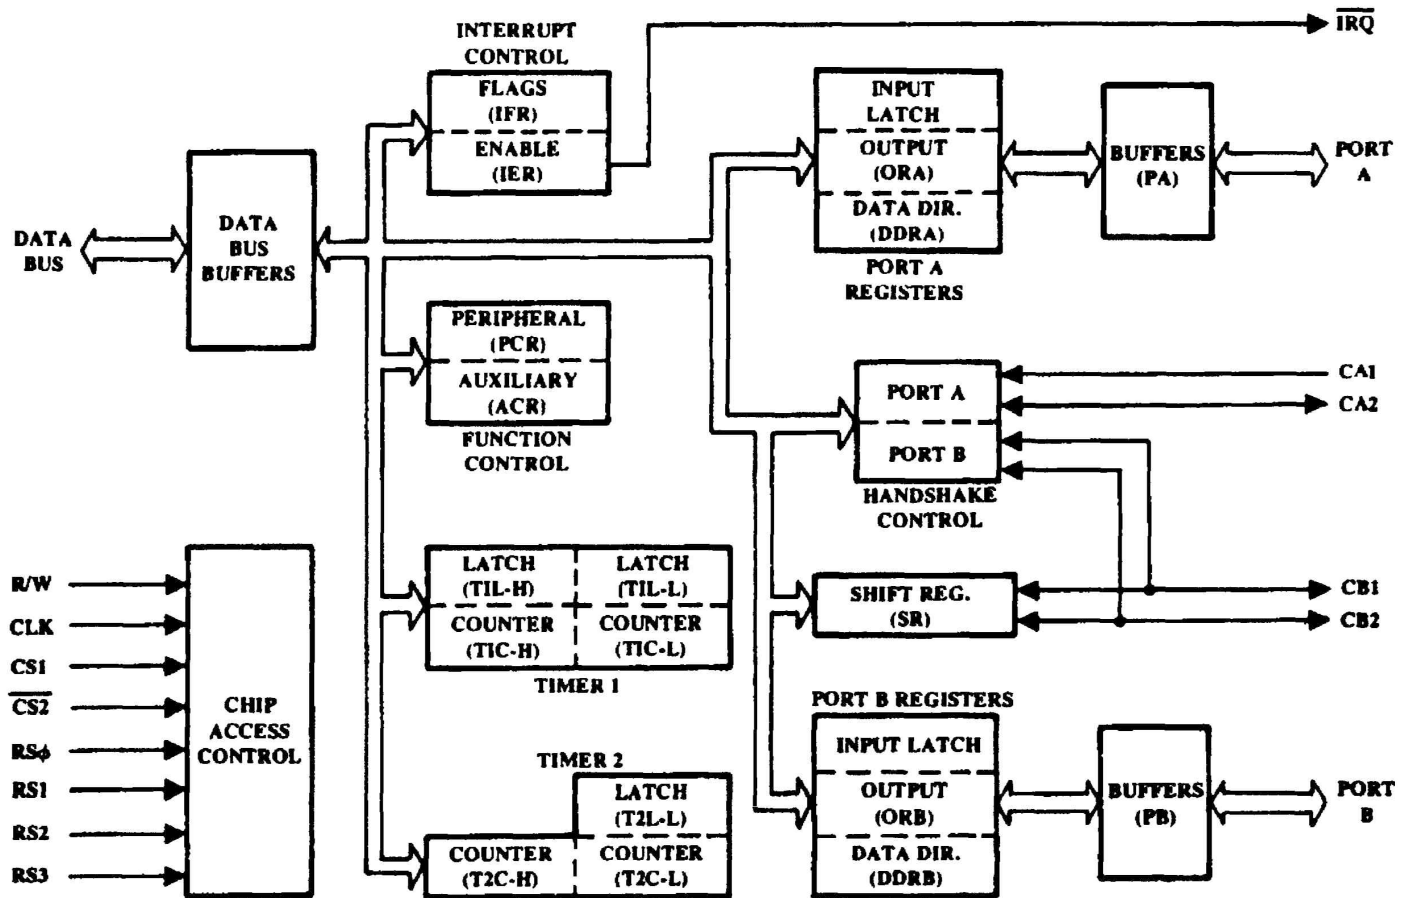 INTERRUPT
CONTROL
FLAGS
(IFR)
ENABLE
(IER)
I̅R̅Q̅
INPUT
LATCH
OUTPUT
(ORA)
DATA DIR.
(DDRA)
PORT A
REGISTERS
BUFFERS
(PA)
PORT
A
DATA
BUS
DATA
BUS
BUFFERS
PERIPHERAL
(PCR)
AUXILIARY
(ACR)
FUNCTION
CONTROL
PORT A
PORT B
HANDSHAKE
CONTROL
CA1
CA2
R/W
CLK
CS1
C̅S̅2̅
RSϕ
RS1
RS2
RS3
CHIP
ACCESS
CONTROL
LATCH
(TIL-H)
LATCH
(TIL-L)
COUNTER
(TIC-H)
COUNTER
(TIC-L)
TIMER 1
SHIFT REG.
(SR)
CB1
CB2
TIMER 2
LATCH
(T2L-L)
COUNTER
(T2C-H)
COUNTER
(T2C-L)
PORT B REGISTERS
INPUT LATCH
OUTPUT
(ORB)
DATA DIR.
(DDRB)
BUFFERS
(PB)
PORT
B